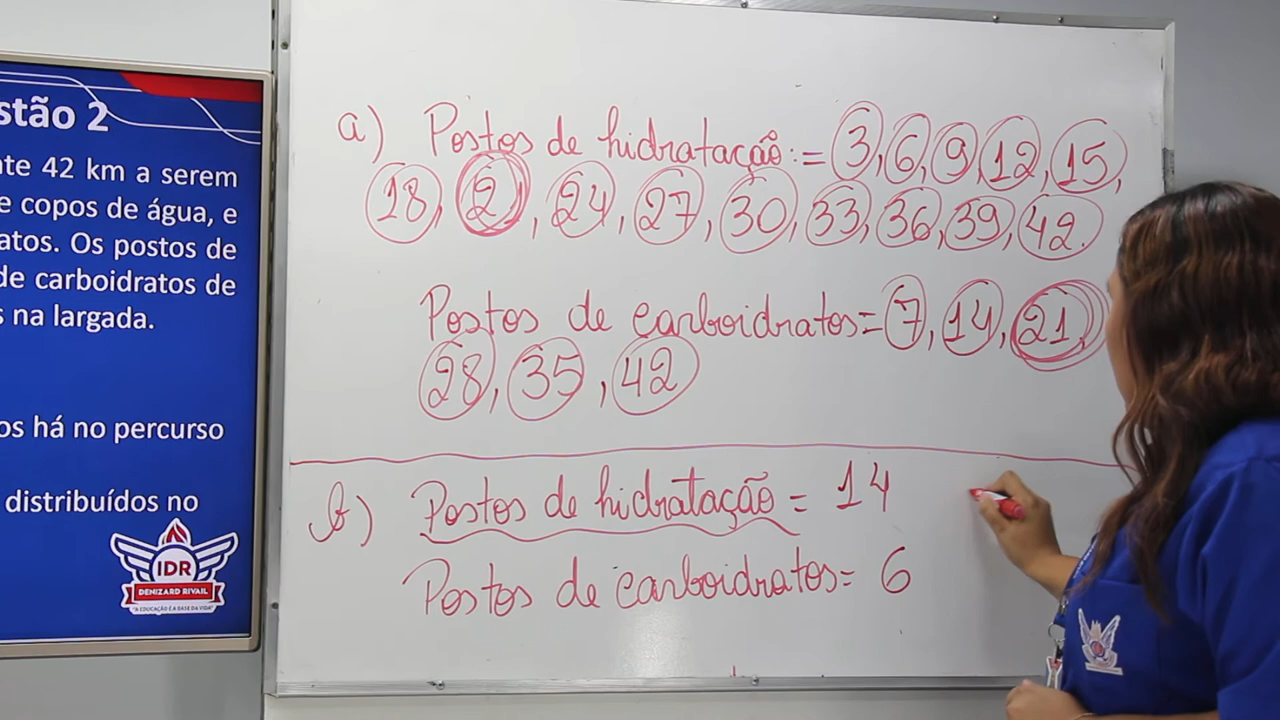 stão 2
te 42 km a serem
e copos de água, e
atos. Os postos de
de carboidratos de
s na largada.
os há no percurso
distribuídos no
IDR
DENIZARD RIVAIL
"A EDUCAÇÃO É A BASE DA VIDA"
a) Postos de hidratação:= 3, 6, 9, 12, 15,
18, 21, 24, 27, 30, 33, 36, 39, 42.
Postos de carboidratos= 7, 14, 21,
28, 35, 42
b) Postos de hidratação = 14
Postos de carboidratos= 6